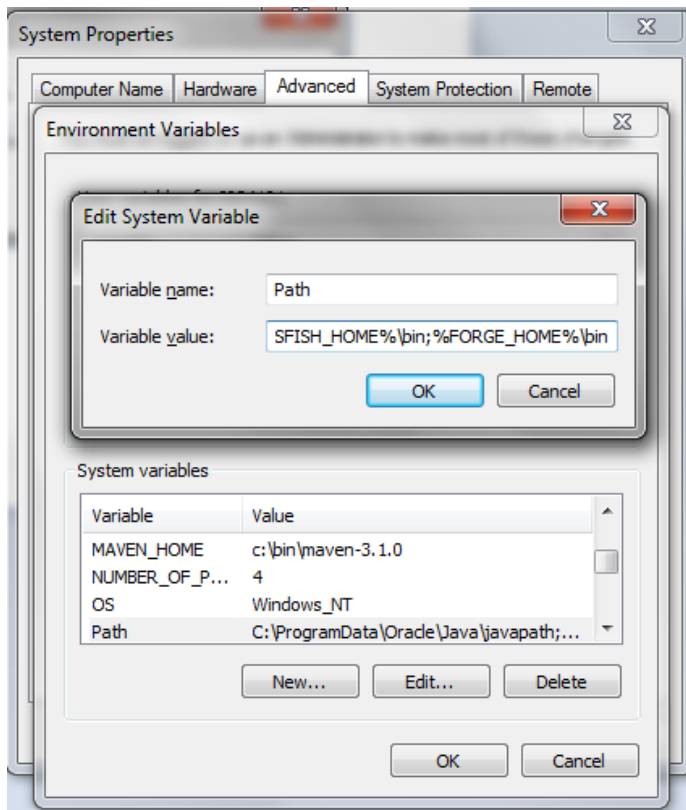 System Properties
Computer Name Hardware Advanced System Protection Remote
Environment Variables
Edit System Variable
Variable name: Path
Variable value: SFISH_HOME%\bin;%FORGE_HOME%\bin
OK Cancel
System variables
Variable Value
MAVEN_HOME c:\bin\maven-3.1.0
NUMBER_OF_P... 4
OS Windows_NT
Path C:\ProgramData\Oracle\Java\javapath;...
New... Edit... Delete
OK Cancel